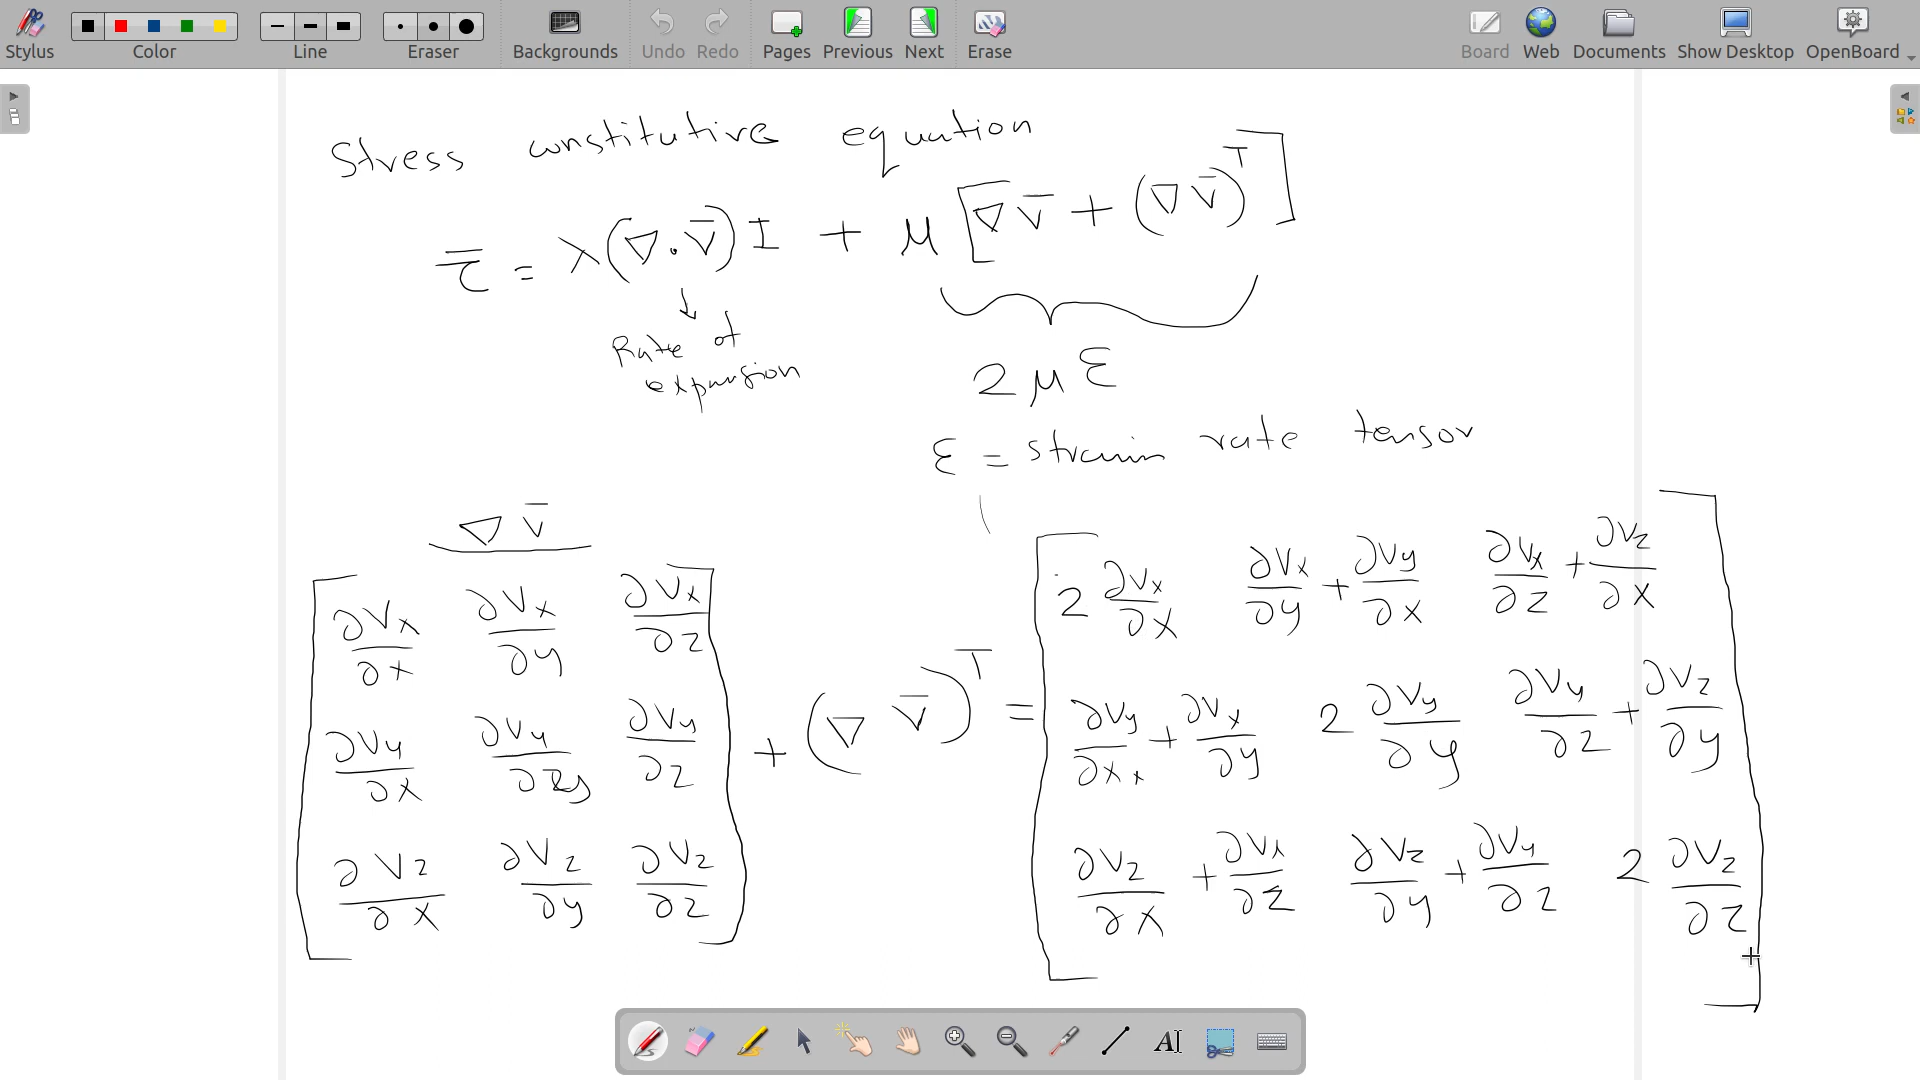 Stylus Color Line Eraser Backgrounds Undo Redo Pages Previous Next Erase Board Web Documents Show Desktop OpenBoard
Stress constitutive equation
τ̿ = λ(∇.v̄)I + μ[∇v̄ + (∇v̄)ᵀ]
Rate of
expansion
2με
ε = strain rate tensor
∇v̄
[∂Vx/∂x ∂Vx/∂y ∂Vx/∂z
∂Vy/∂x ∂Vy/∂y ∂Vy/∂z
∂Vz/∂x ∂Vz/∂y ∂Vz/∂z]
+ (∇v̄)ᵀ =
[2 ∂Vx/∂x ∂Vx/∂y + ∂Vy/∂x ∂Vx/∂z + ∂Vz/∂x
∂Vy/∂x + ∂Vx/∂y 2 ∂Vy/∂y ∂Vy/∂z + ∂Vz/∂y
∂Vz/∂x + ∂Vx/∂z ∂Vz/∂y + ∂Vy/∂z 2 ∂Vz/∂z]
AI